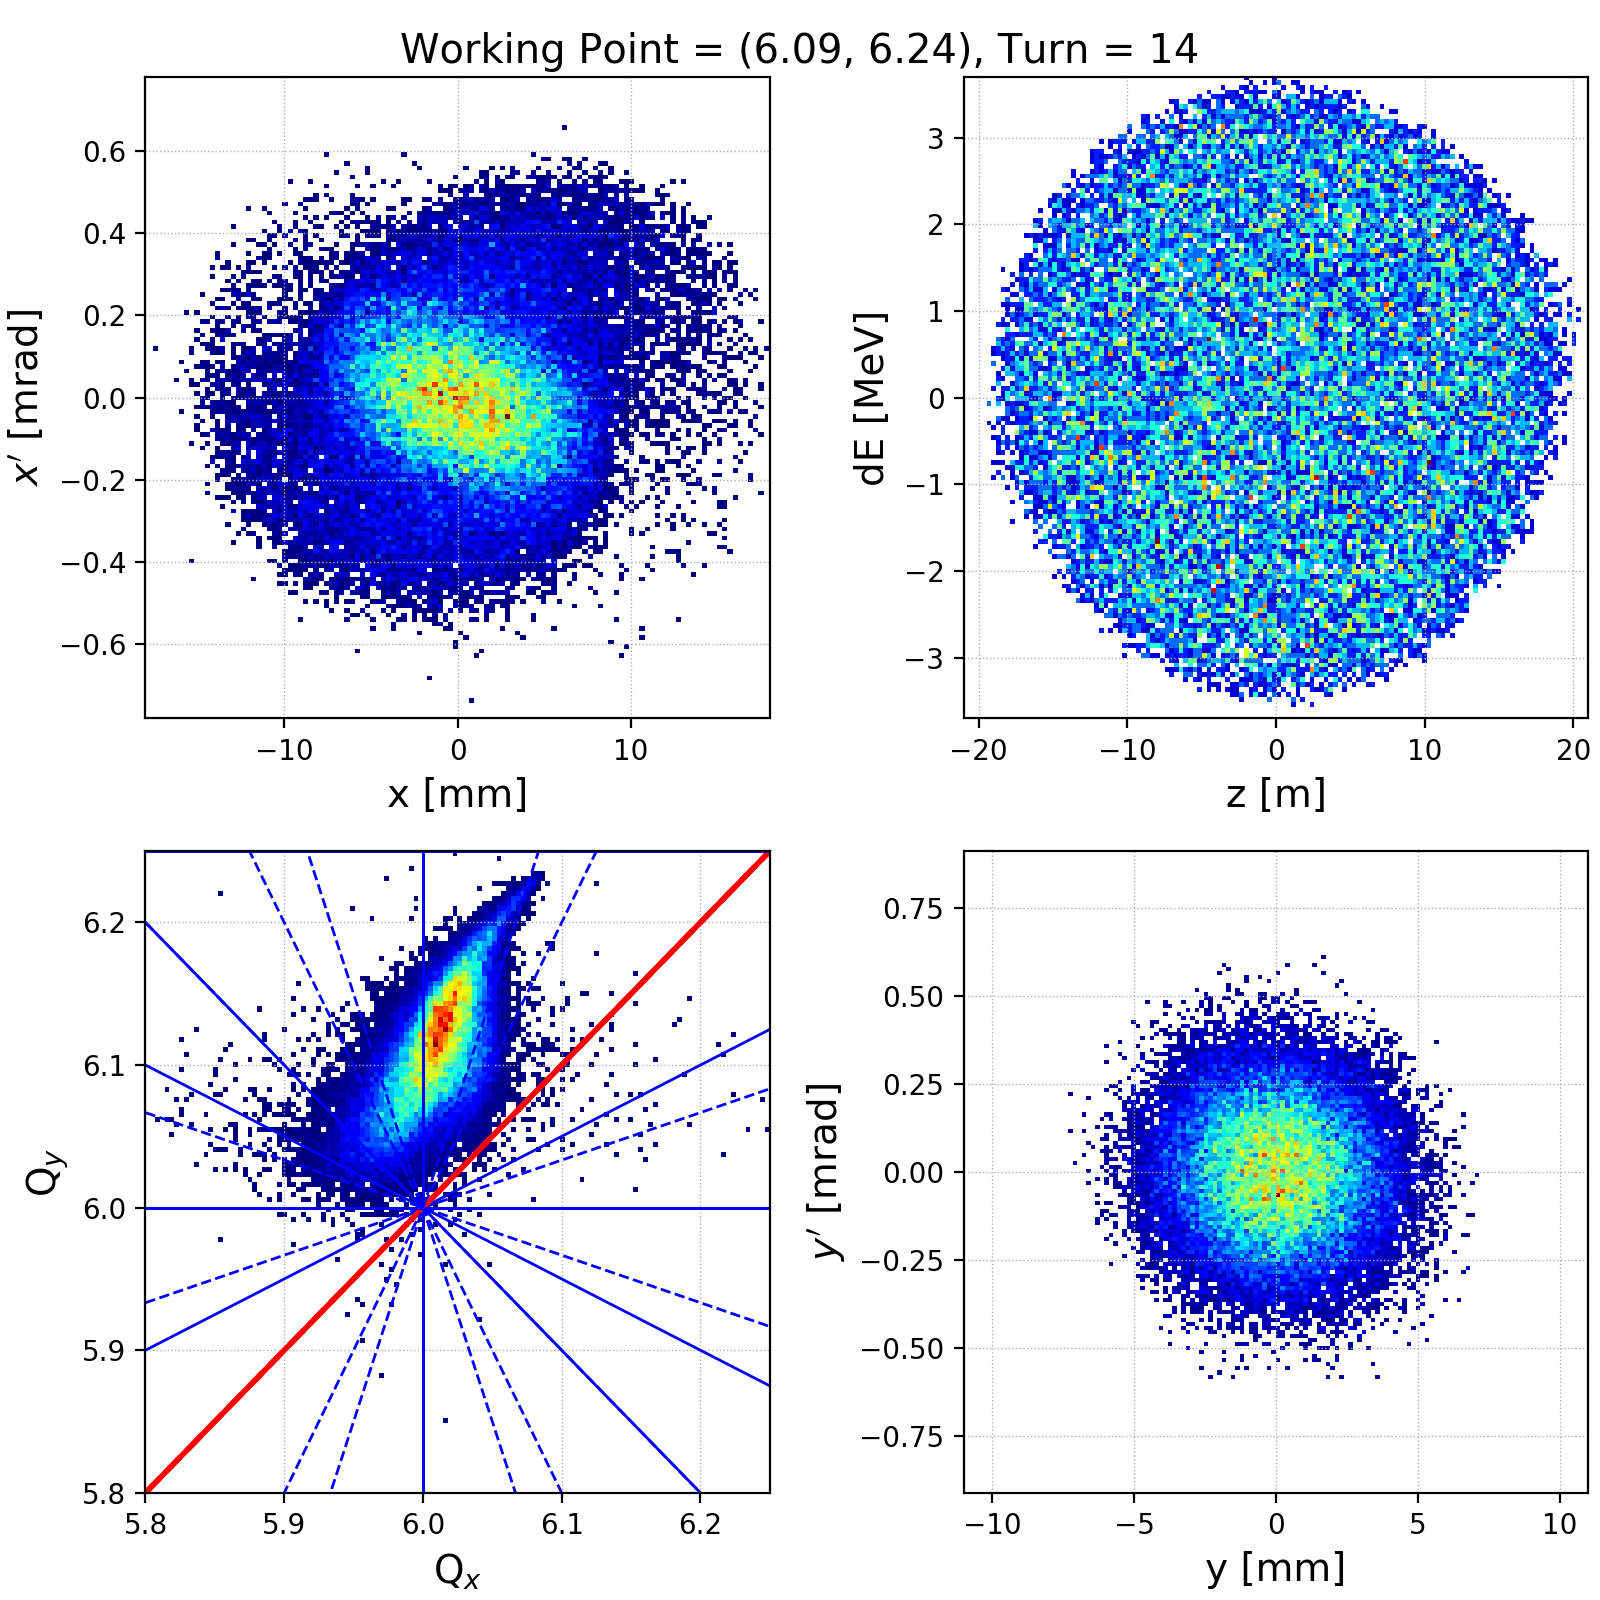 Working Point = (6.09, 6.24), Turn = 14
0.6
0.4
0.2
0.0
−0.2
−0.4
−0.6
x′ [mrad]
−10 0 10
x [mm]
3
2
1
0
−1
−2
−3
dE [MeV]
−20 −10 0 10 20
z [m]
6.2
6.1
6.0
5.9
5.8
Qy
5.8 5.9 6.0 6.1 6.2
Qx
0.75
0.50
0.25
0.00
−0.25
−0.50
−0.75
y′ [mrad]
−10 −5 0 5 10
y [mm]